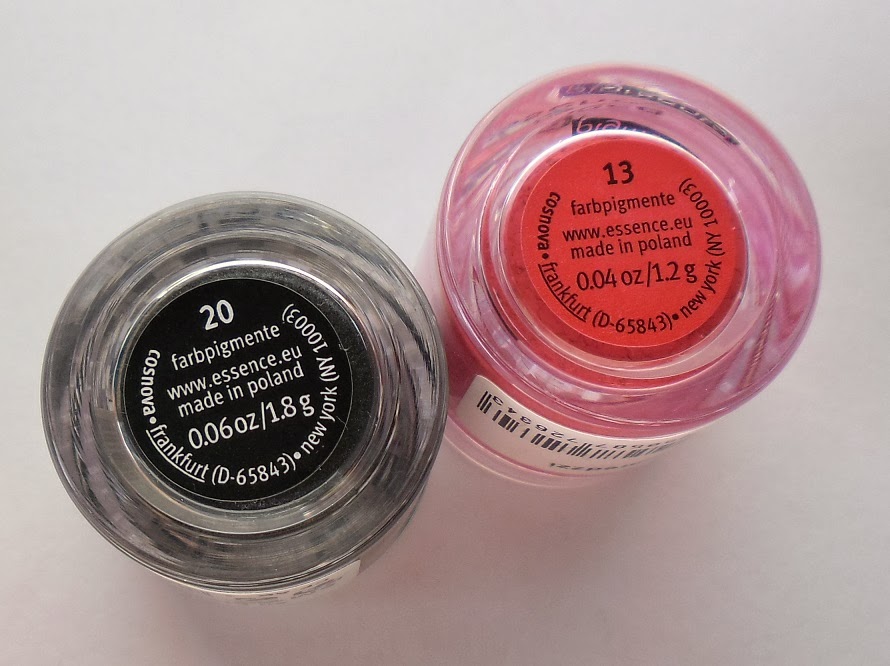 20
farbpigmente
www.essence.eu
made in poland
0.06oz/1.8 g
cosnova • frankfurt (D-65843) • new york (NY 10003)
13
farbpigmente
www.essence.eu
made in poland
0.04 oz/1.2 g
cosnova • frankfurt (D-65843) • new york (NY 10003)